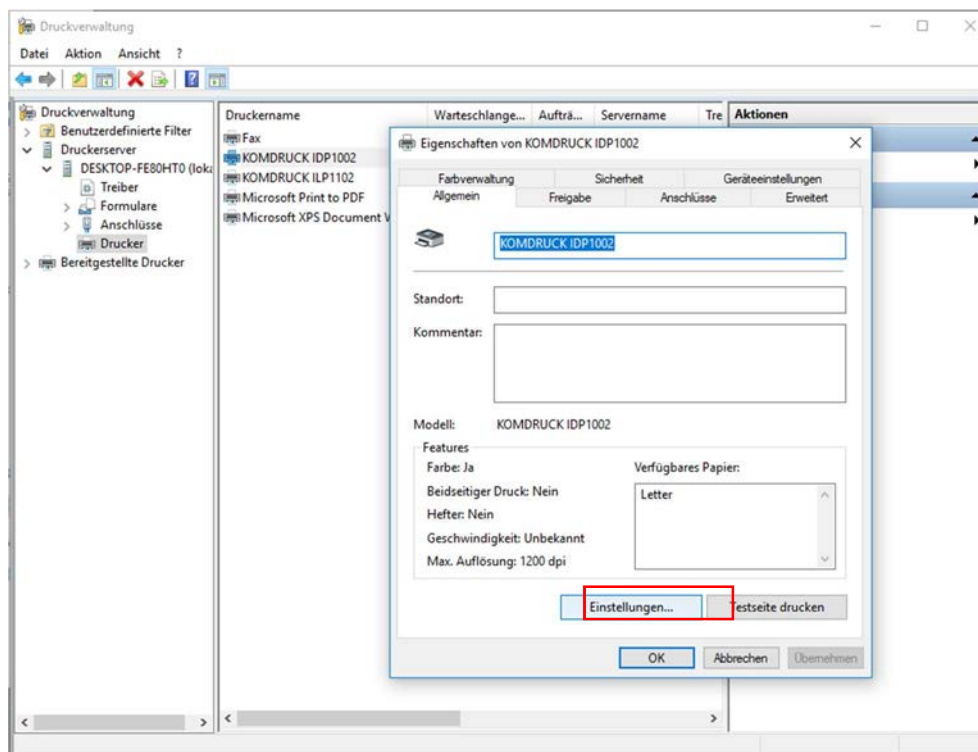 Druckverwaltung
Datei Aktion Ansicht ?
Druckverwaltung
Benutzerdefinierte Filter
Druckerserver
DESKTOP-FE80HT0 (loka
Treiber
Formulare
Anschlüsse
Drucker
Bereitgestellte Drucker
Druckername Warteschlange... Aufträ... Servername Tre
Fax
KOMDRUCK IDP1002
KOMDRUCK ILP1102
Microsoft Print to PDF
Microsoft XPS Document
Aktionen
Eigenschaften von KOMDRUCK IDP1002
Farbverwaltung Sicherheit Geräteeinstellungen
Allgemein Freigabe Anschlüsse Erweitert
KOMDRUCK IDP1002
Standort:
Kommentar:
Modell: KOMDRUCK IDP1002
Features
Farbe: Ja
Beidseitiger Druck: Nein
Hefter: Nein
Geschwindigkeit: Unbekannt
Max. Auflösung: 1200 dpi
Verfügbares Papier:
Letter
Einstellungen... Testseite drucken
OK Abbrechen Übernehmen